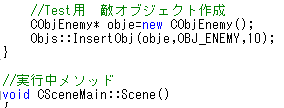 //Test用　敵オブジェクト作成
CObjEnemy* obje=new CObjEnemy();
Objs::InsertObj(obje,OBJ_ENEMY,10);
}
//実行中メソッド
void CSceneMain::Scene()